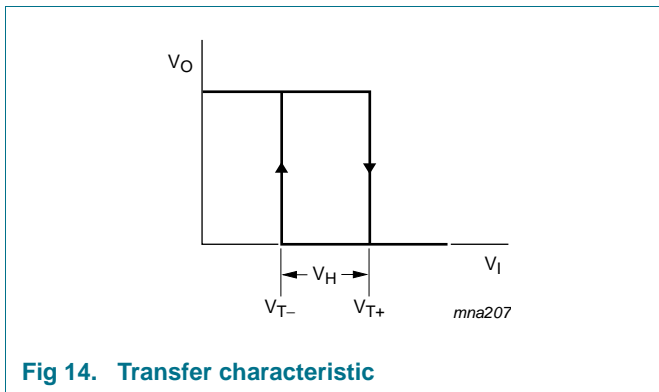 VO
VH
VI
VT−
VT+
mna207
Fig 14. Transfer characteristic